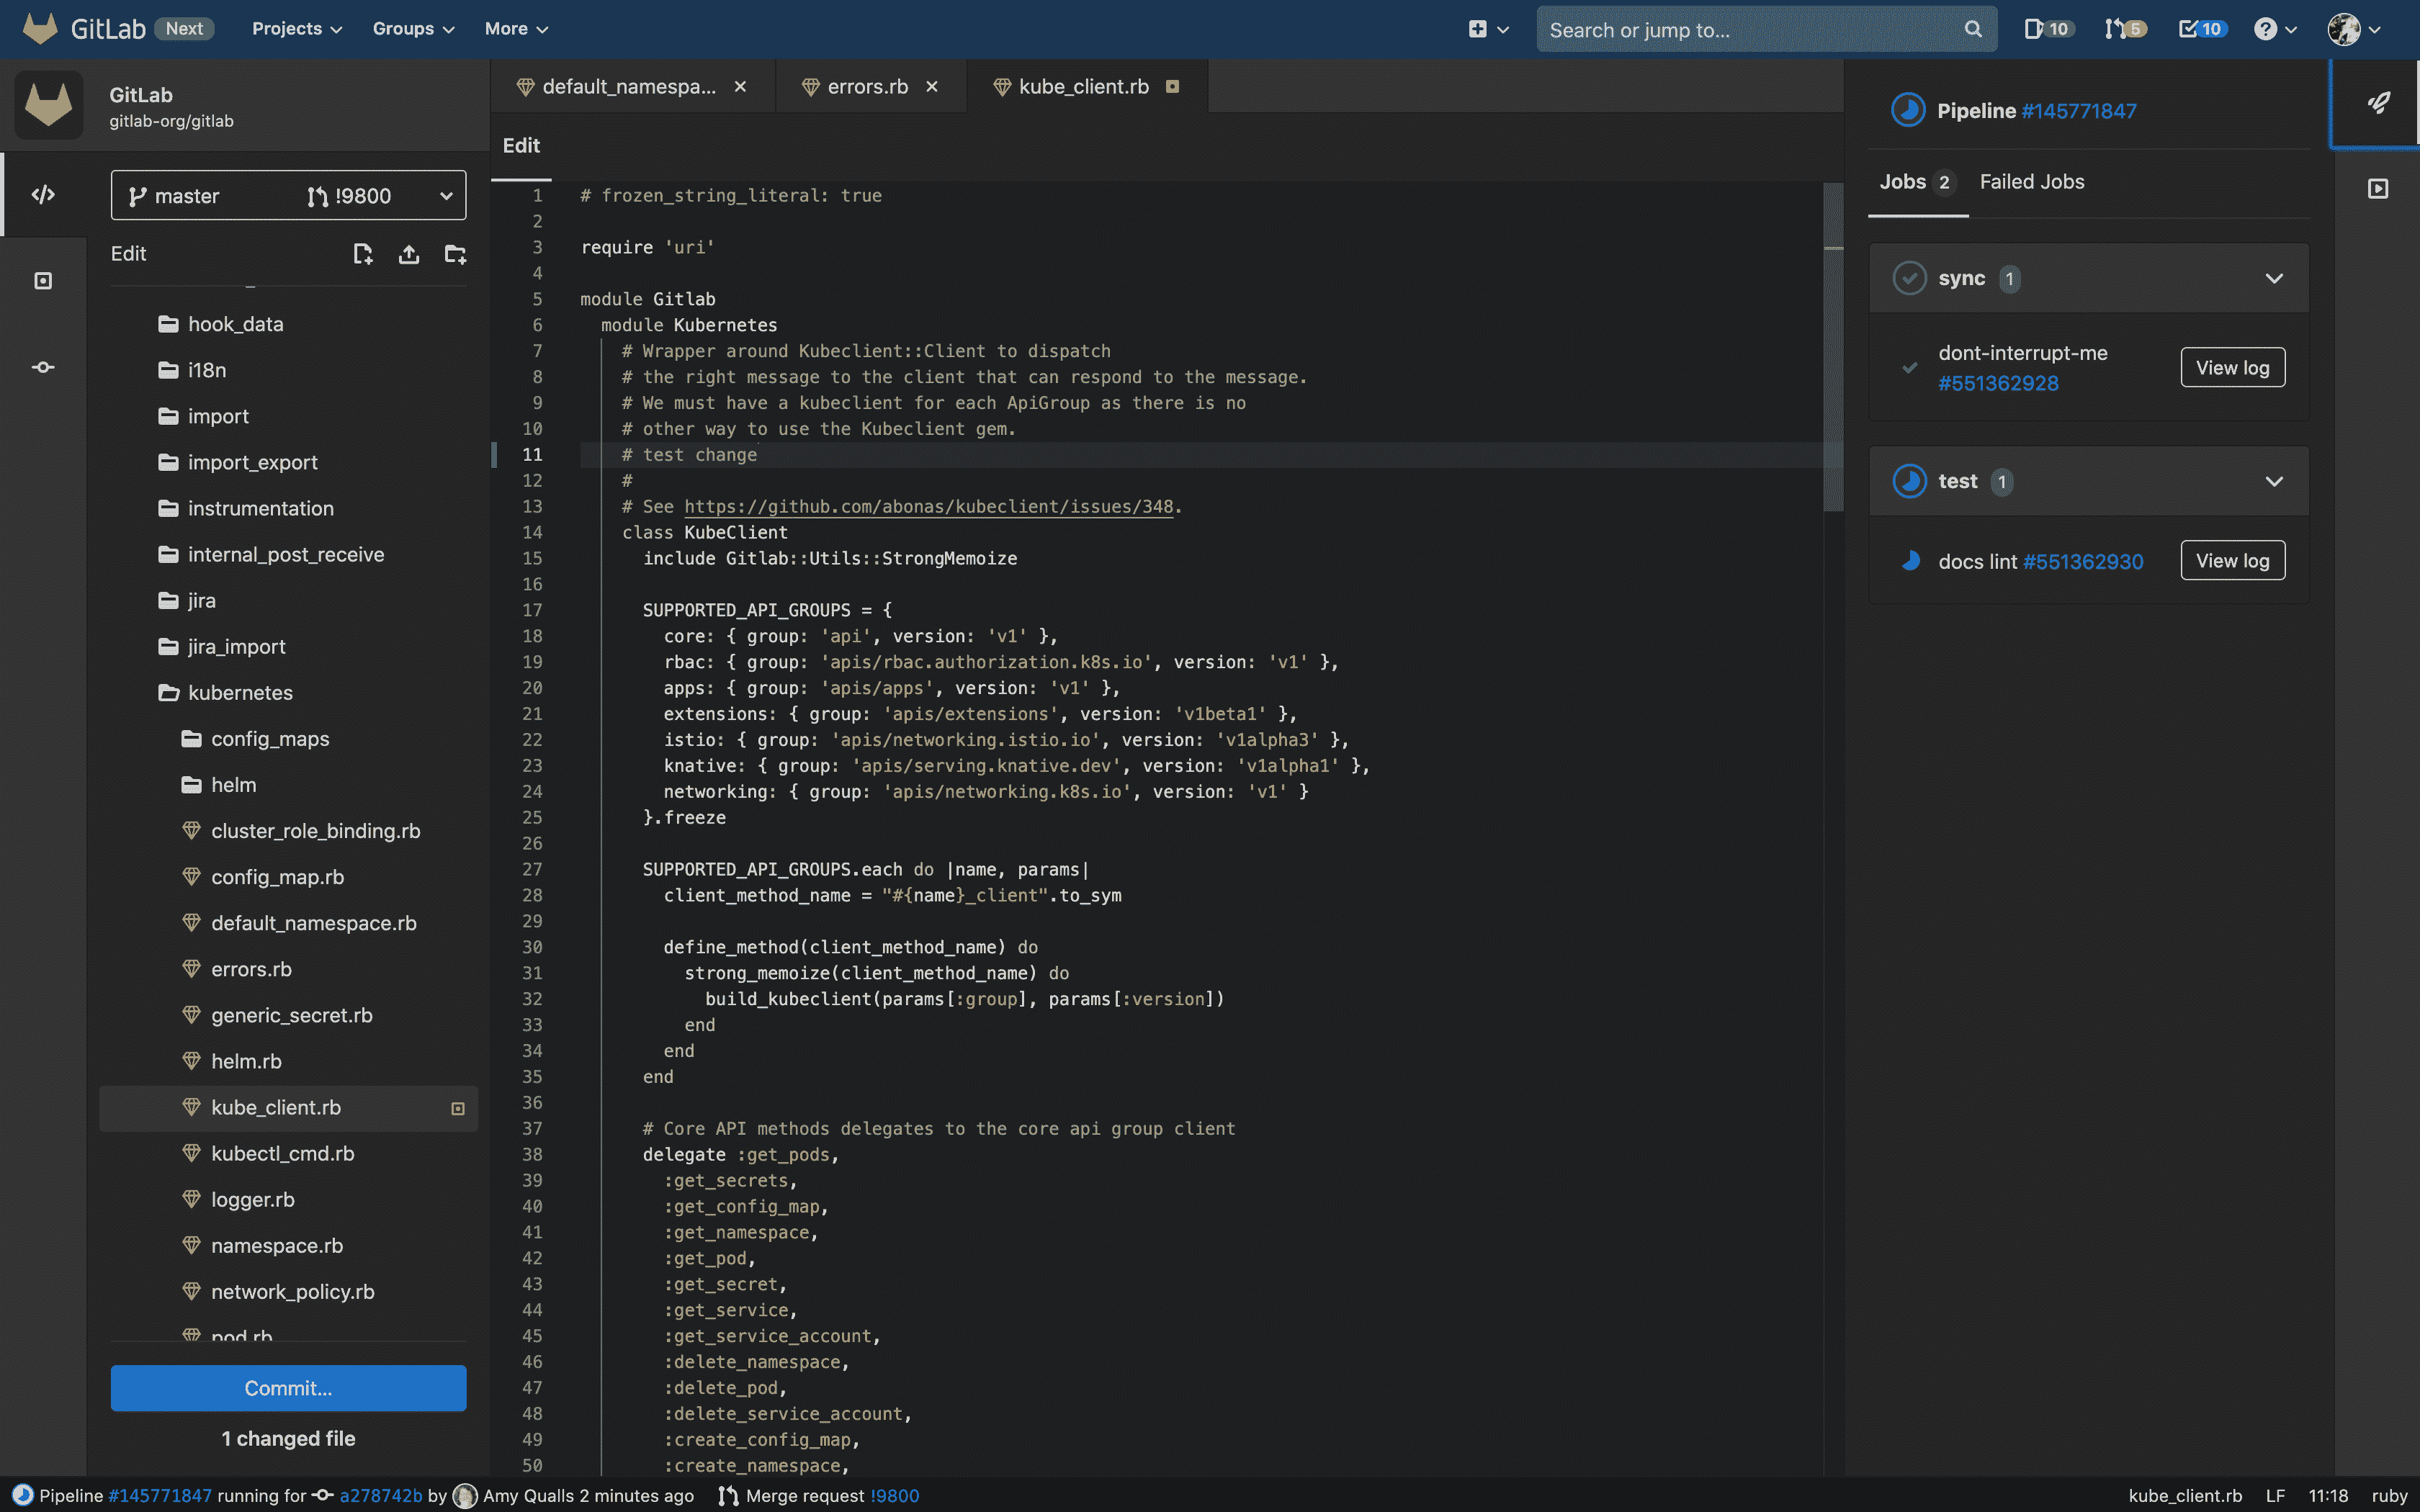 GitLab Next Projects Groups More Search or jump to... 10 5 10
GitLab
gitlab-org/gitlab
master !9800
Edit
hook_data
i18n
import
import_export
instrumentation
internal_post_receive
jira
jira_import
kubernetes
config_maps
helm
cluster_role_binding.rb
config_map.rb
default_namespace.rb
errors.rb
generic_secret.rb
helm.rb
kube_client.rb
kubectl_cmd.rb
logger.rb
namespace.rb
network_policy.rb
pod.rb
Commit...
1 changed file
default_namespa... errors.rb kube_client.rb
Edit
1 # frozen_string_literal: true
2
3 require 'uri'
4
5 module Gitlab
6 module Kubernetes
7 # Wrapper around Kubeclient::Client to dispatch
8 # the right message to the client that can respond to the message.
9 # We must have a kubeclient for each ApiGroup as there is no
10 # other way to use the Kubeclient gem.
11 # test change
12 #
13 # See https://github.com/abonas/kubeclient/issues/348.
14 class KubeClient
15 include Gitlab::Utils::StrongMemoize
16
17 SUPPORTED_API_GROUPS = {
18 core: { group: 'api', version: 'v1' },
19 rbac: { group: 'apis/rbac.authorization.k8s.io', version: 'v1' },
20 apps: { group: 'apis/apps', version: 'v1' },
21 extensions: { group: 'apis/extensions', version: 'v1beta1' },
22 istio: { group: 'apis/networking.istio.io', version: 'v1alpha3' },
23 knative: { group: 'apis/serving.knative.dev', version: 'v1alpha1' },
24 networking: { group: 'apis/networking.k8s.io', version: 'v1' }
25 }.freeze
26
27 SUPPORTED_API_GROUPS.each do |name, params|
28 client_method_name = "#{name}_client".to_sym
29
30 define_method(client_method_name) do
31 strong_memoize(client_method_name) do
32 build_kubeclient(params[:group], params[:version])
33 end
34 end
35 end
36
37 # Core API methods delegates to the core api group client
38 delegate :get_pods,
39 :get_secrets,
40 :get_config_map,
41 :get_namespace,
42 :get_pod,
43 :get_secret,
44 :get_service,
45 :get_service_account,
46 :delete_namespace,
47 :delete_pod,
48 :delete_service_account,
49 :create_config_map,
50 :create_namespace,
Pipeline #145771847
Jobs 2 Failed Jobs
sync 1
dont-interrupt-me
#551362928
View log
test 1
docs lint #551362930 View log
Pipeline #145771847 running for a278742b by Amy Qualls 2 minutes ago Merge request !9800 kube_client.rb LF 11:18 ruby